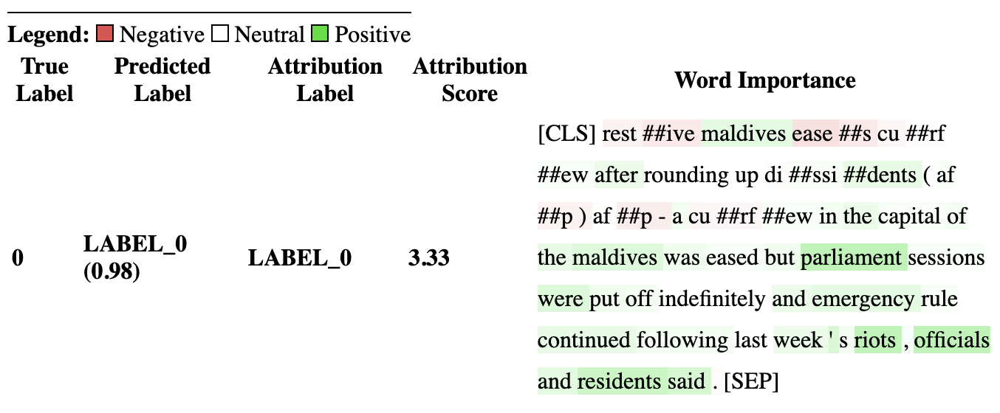 Legend: Negative Neutral Positive
True Label
Predicted Label
Attribution Label
Attribution Score
Word Importance
0
LABEL_0 (0.98)
LABEL_0
3.33
[CLS] rest ##ive maldives ease ##s cu ##rf
##ew after rounding up di ##ssi ##dents ( af
##p ) af ##p - a cu ##rf ##ew in the capital of
the maldives was eased but parliament sessions
were put off indefinitely and emergency rule
continued following last week ' s riots , officials
and residents said . [SEP]